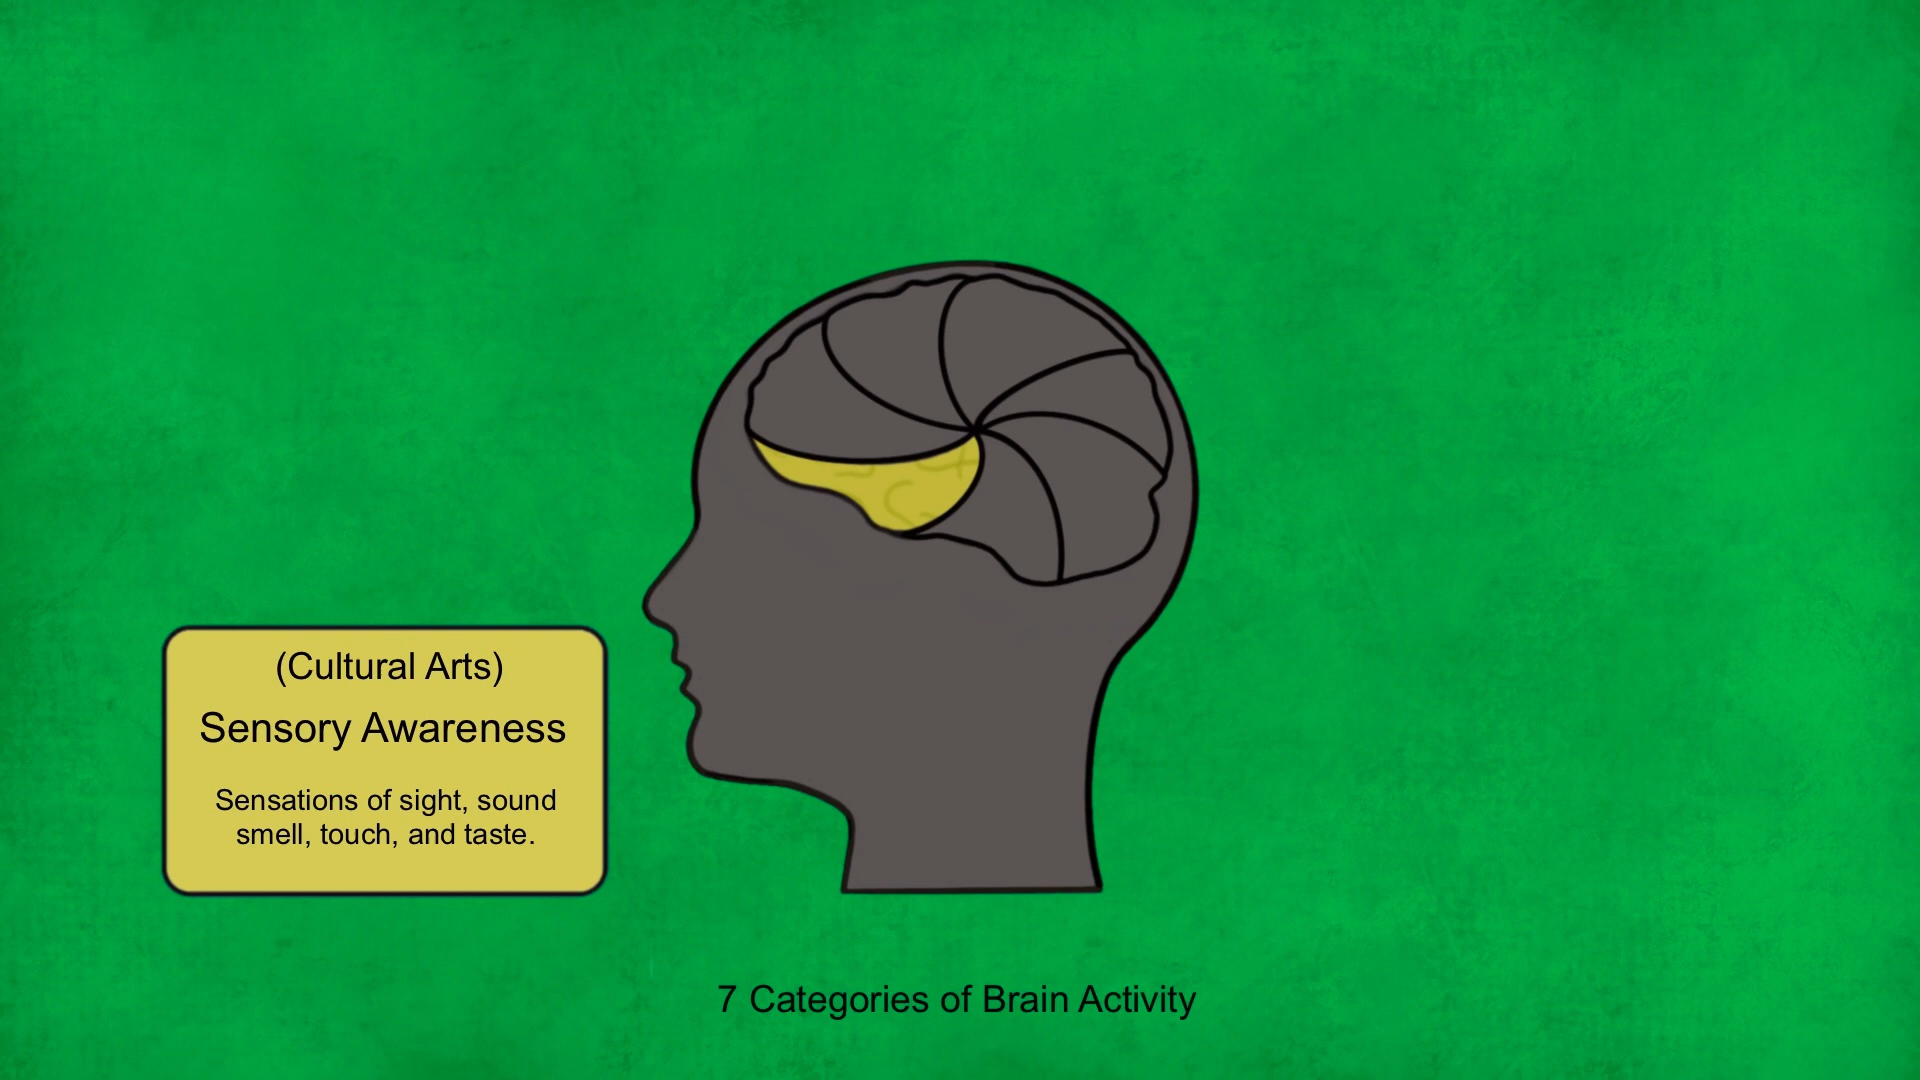 (Cultural Arts)
Sensory Awareness
Sensations of sight, sound
smell, touch, and taste.
7 Categories of Brain Activity